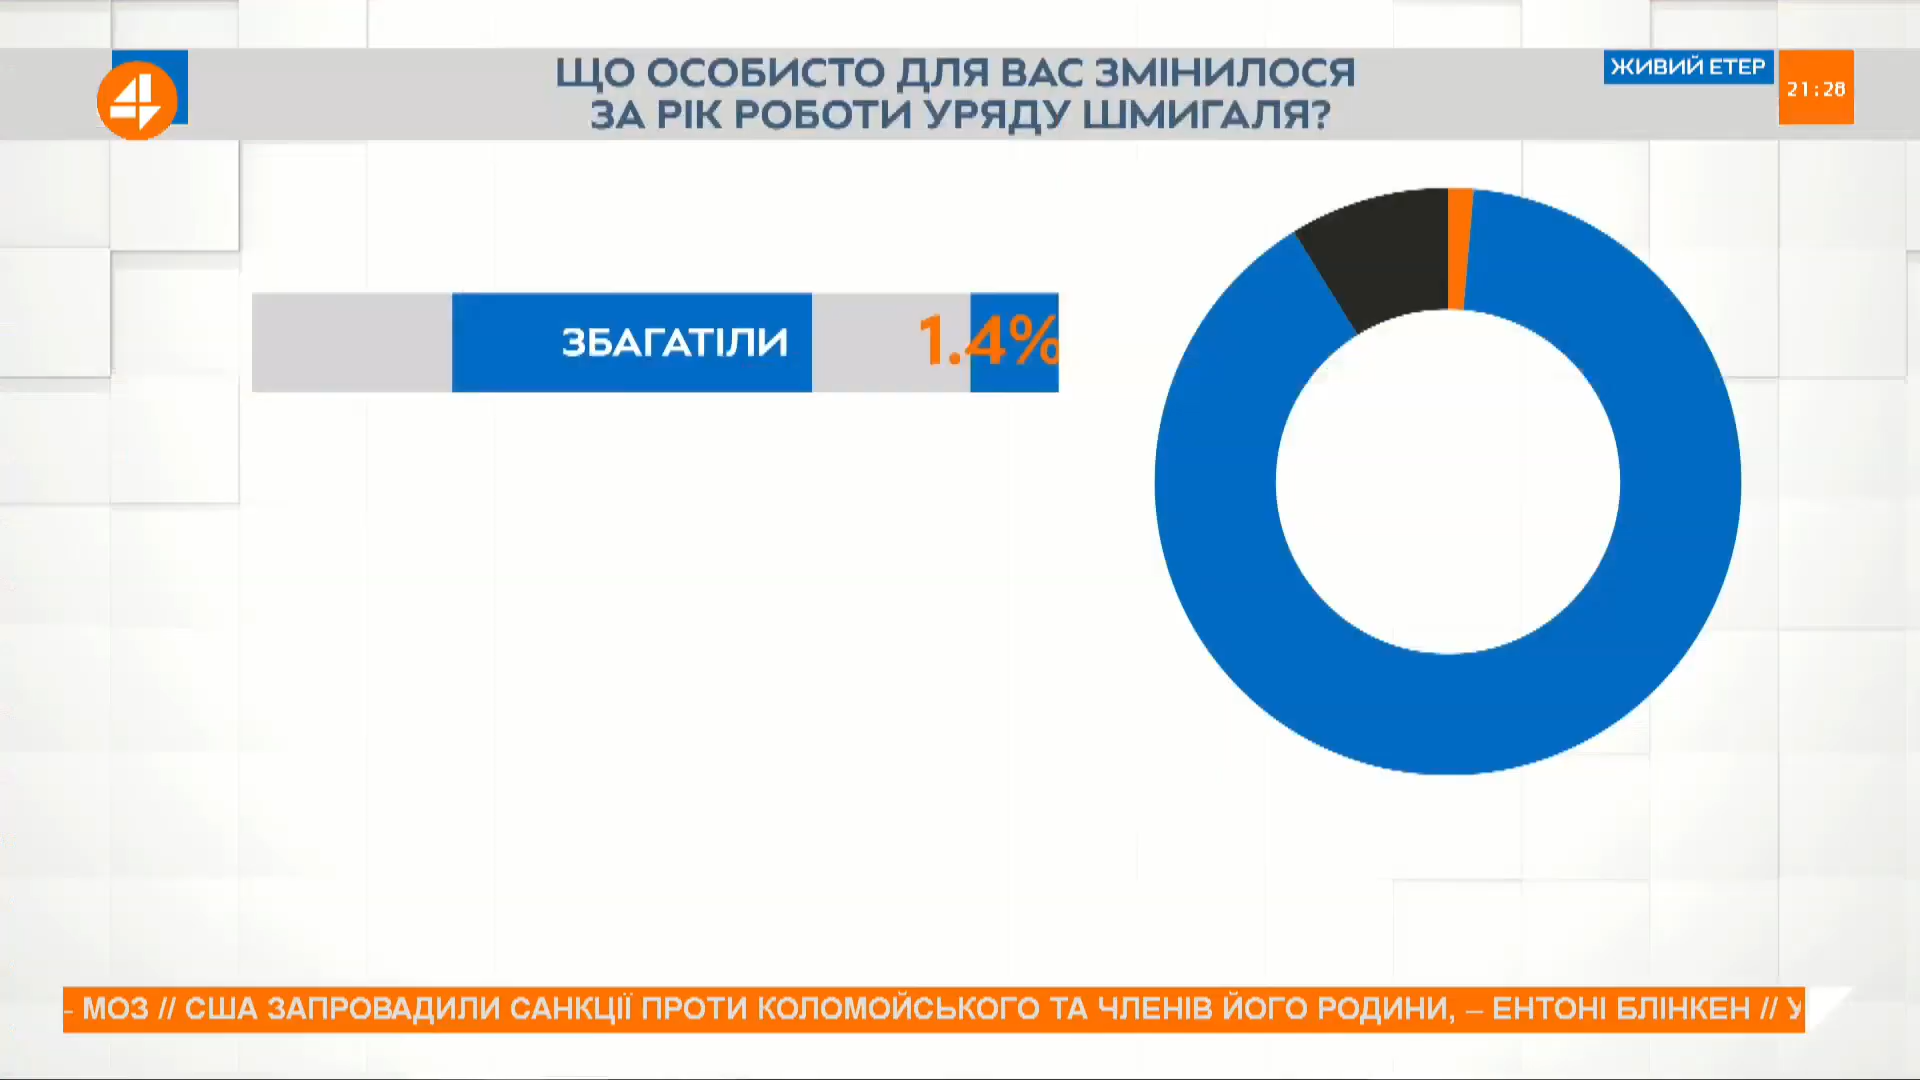 ЩО ОСОБИСТО ДЛЯ ВАС ЗМІНИЛОСЯ
ЗА РІК РОБОТИ УРЯДУ ШМИГАЛЯ?
ЖИВИЙ ЕТЕР
21:28
4
ЗБАГАТІЛИ 1.4%
- МОЗ // США ЗАПРОВАДИЛИ САНКЦІЇ ПРОТИ КОЛОМОЙСЬКОГО ТА ЧЛЕНІВ ЙОГО РОДИНИ, – ЕНТОНІ БЛІНКЕН // У